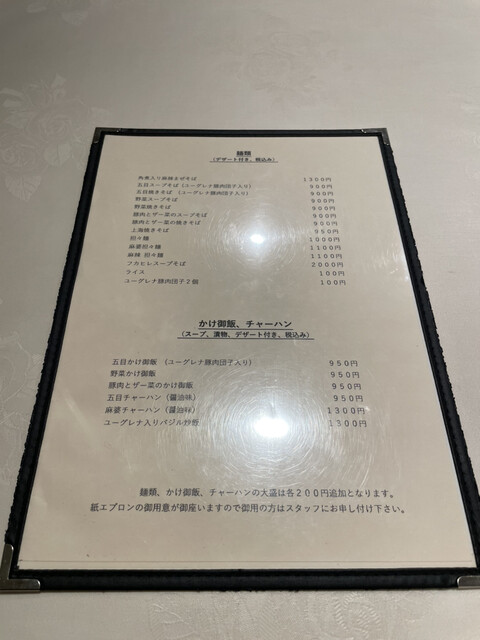 麺類
(デザート付き、税込み)
角煮入り麻辣まぜそば 1300円
五目スープそば(ユーグレナ豚肉団子入り) 900円
五目焼きそば (ユーグレナ豚肉団子入り) 900円
野菜スープそば 900円
野菜焼きそば 900円
豚肉とザー菜のスープそば 900円
豚肉とザー菜の焼きそば 900円
上海焼きそば 950円
担々麺 1000円
麻婆担々麺 1100円
麻辣 担々麺 1100円
フカヒレスープそば 2000円
ライス 100円
ユーグレナ豚肉団子2個 100円
かけ御飯、チャーハン
(スープ、漬物、デザート付き、税込み)
五目かけ御飯 (ユーグレナ豚肉団子入り) 950円
野菜かけ御飯 950円
豚肉とザー菜のかけ御飯 950円
五目チャーハン(醤油味) 950円
麻婆チャーハン(醤油味) 1300円
ユーグレナ入りバジル炒飯 1300円
麺類、かけ御飯、チャーハンの大盛は各200円追加となります。
紙エプロンの御用意が御座いますので御用の方はスタッフにお申し付け下さい。